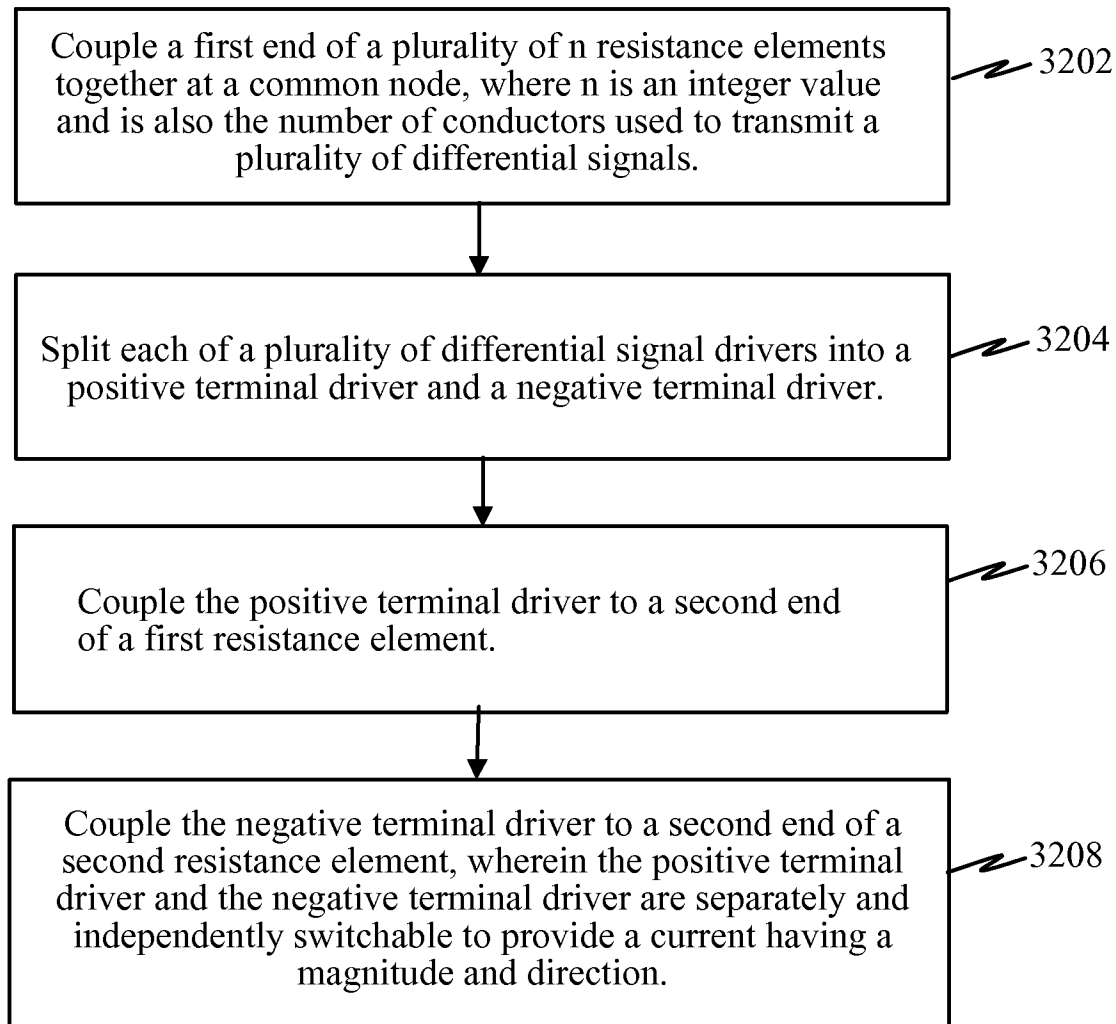 Couple a first end of a plurality of n resistance elements
together at a common node, where n is an integer value
and is also the number of conductors used to transmit a
plurality of differential signals.
3202
Split each of a plurality of differential signal drivers into a
positive terminal driver and a negative terminal driver.
3204
Couple the positive terminal driver to a second end
of a first resistance element.
3206
Couple the negative terminal driver to a second end of a
second resistance element, wherein the positive terminal
driver and the negative terminal driver are separately and
independently switchable to provide a current having a
magnitude and direction.
3208